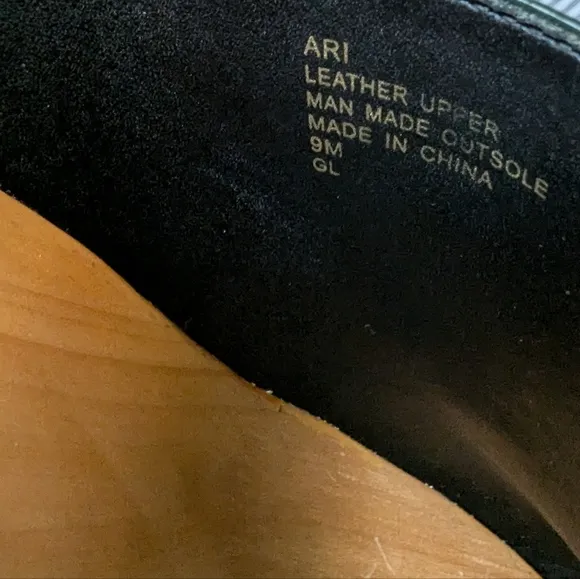 ARI
LEATHER UPPER
MAN MADE OUTSOLE
MADE IN CHINA
9M
GL